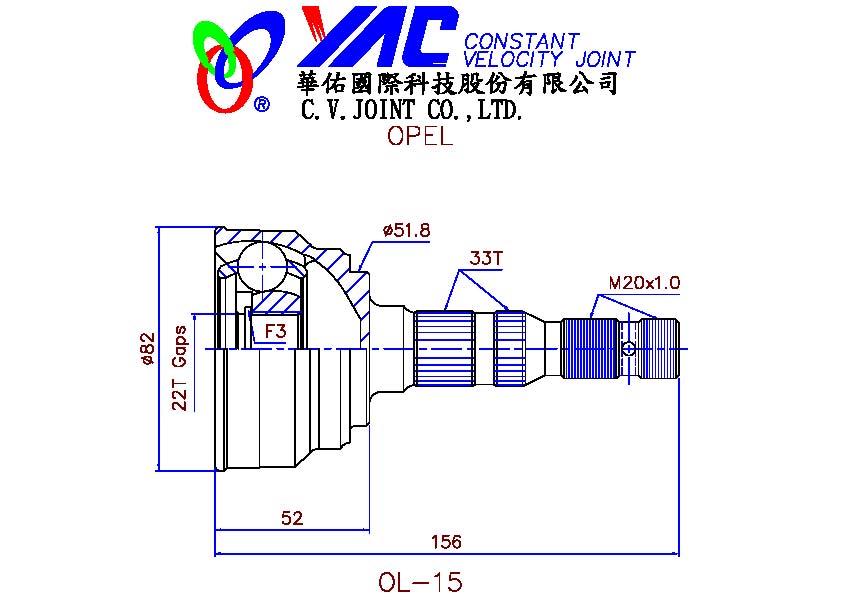 YAC CONSTANT
VELOCITY JOINT
華佑國際科技股份有限公司
®
C.V.JOINT CO.,LTD.
OPEL
ø51.8
33T
M20x1.0
F3
ø82
22T Gaps
52
156
OL-15